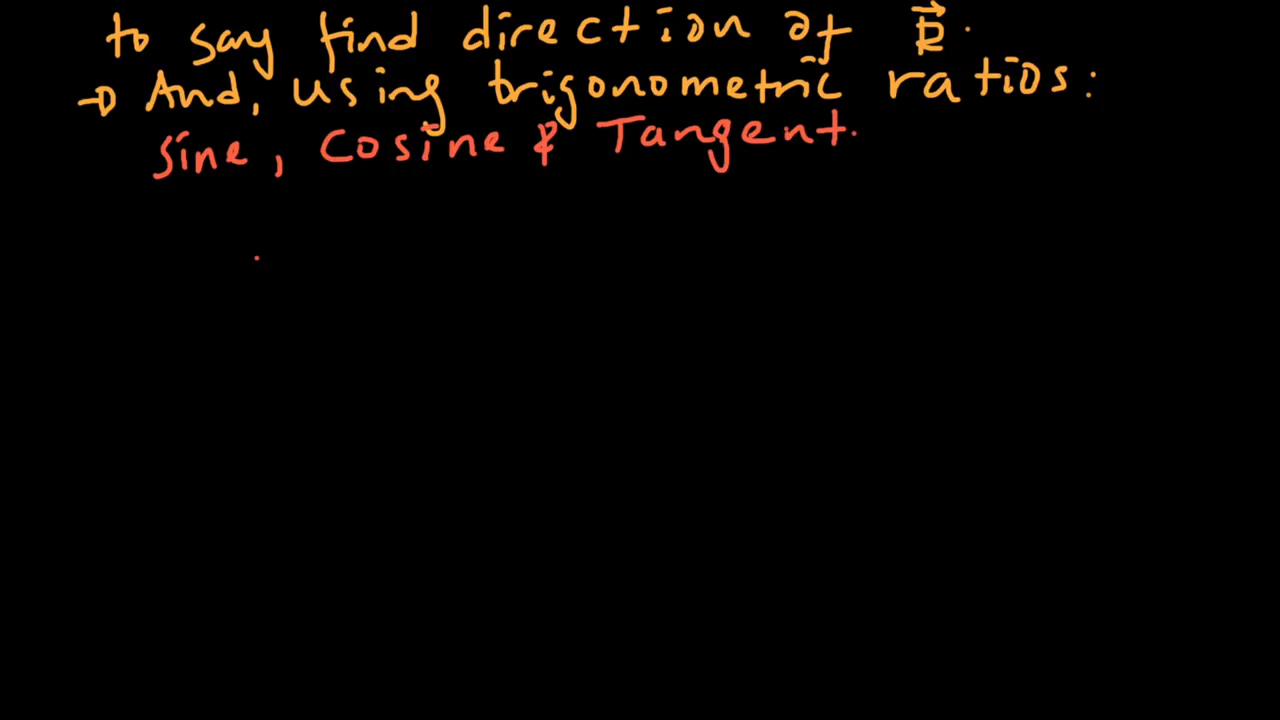 to say find direction of R⃗.
→ And, using trigonometric ratios:
sine, Cosine & Tangent.